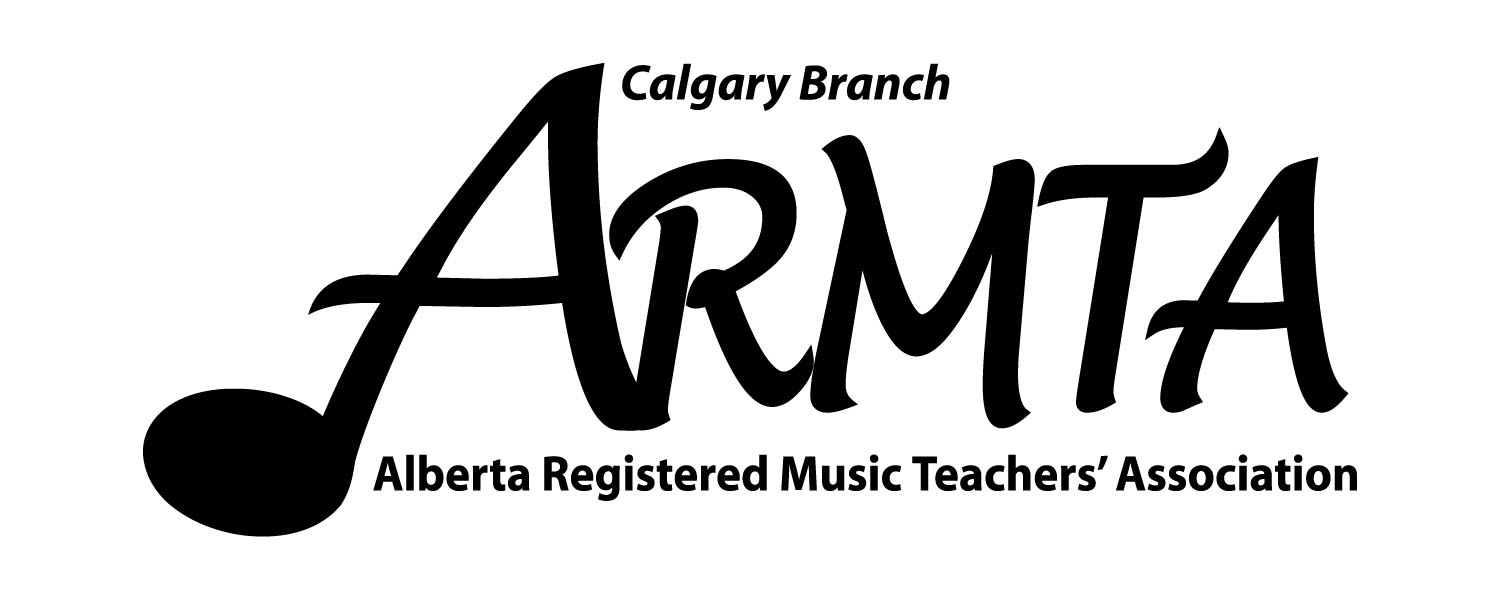 Calgary Branch
ARMTA
Alberta Registered Music Teachers’ Association